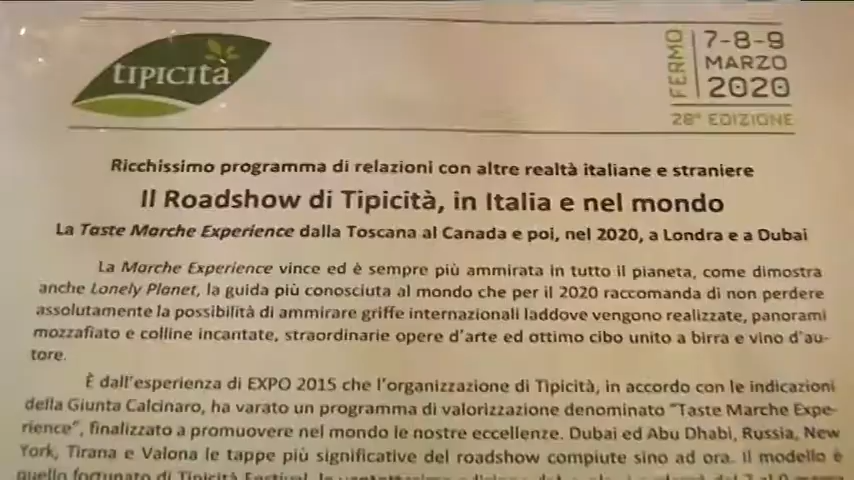 tipicità
FERMO
7-8-9
MARZO
2020
28ª EDIZIONE
Ricchissimo programma di relazioni con altre realtà italiane e straniere
Il Roadshow di Tipicità, in Italia e nel mondo
La Taste Marche Experience dalla Toscana al Canada e poi, nel 2020, a Londra e a Dubai
La Marche Experience vince ed è sempre più ammirata in tutto il pianeta, come dimostra
anche Lonely Planet, la guida più conosciuta al mondo che per il 2020 raccomanda di non perdere
assolutamente la possibilità di ammirare griffe internazionali laddove vengono realizzate, panorami
mozzafiato e colline incantate, straordinarie opere d'arte ed ottimo cibo unito a birra e vino d'au-
tore.
È dall'esperienza di EXPO 2015 che l'organizzazione di Tipicità, in accordo con le indicazioni
della Giunta Calcinaro, ha varato un programma di valorizzazione denominato "Taste Marche Expe-
rience", finalizzato a promuovere nel mondo le nostre eccellenze. Dubai ed Abu Dhabi, Russia, New
York, Tirana e Valona le tappe più significative del roadshow compiute sino ad ora. Il modello è
quello fortunato di Tipicità Festival, la